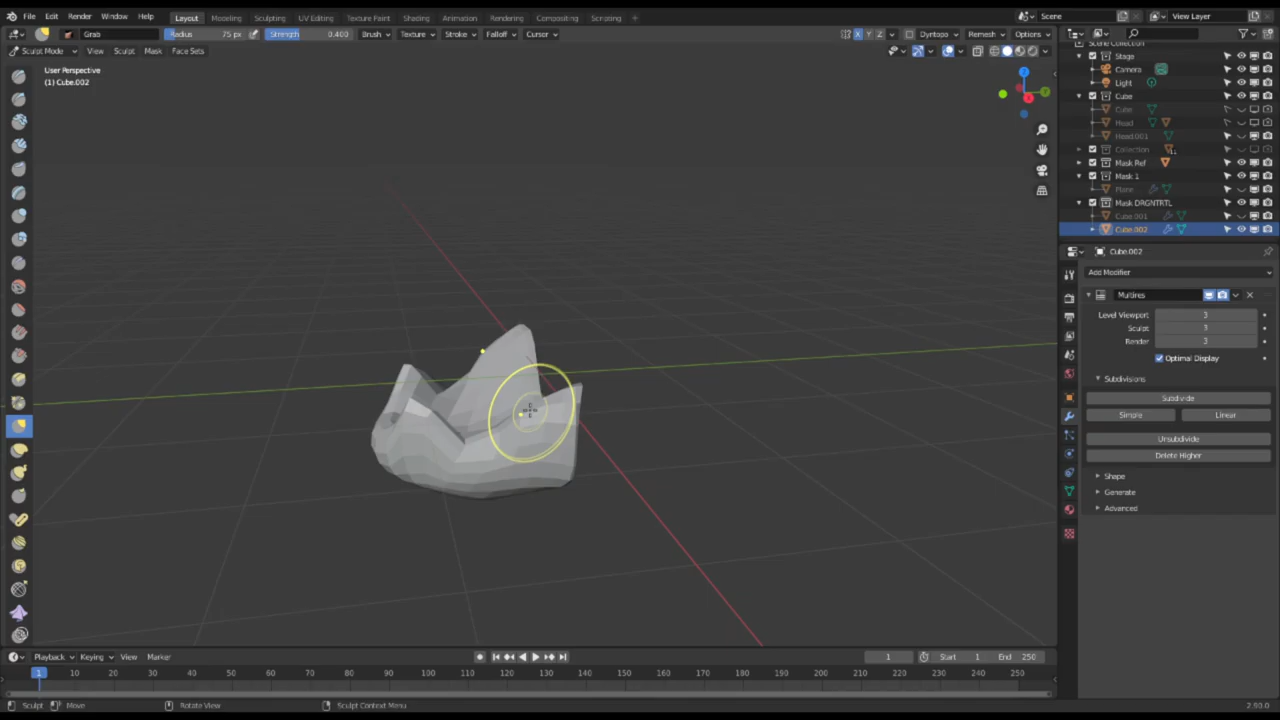 File Edit Render Window Help Layout Modeling Sculpting UV Editing Texture Paint Shading Animation Rendering Compositing Scripting + Scene View Layer
Grab Radius 75 px Strength 0.400 Brush Texture Stroke Falloff Cursor X Y Z Dyntopo Remesh Options
Sculpt Mode View Sculpt Mask Face Sets
User Perspective
(1) Cube.002
Scene Collection
Stage
Camera
Light
Cube
Cube
Head
Head.001
Collection
Mask Ref
Mask 1
Plane
Mask DRGNTRTL
Cube.001
Cube.002
Cube.002
Add Modifier
Multires
Level Viewport 3
Sculpt 3
Render 3
Optimal Display
Subdivisions
Subdivide
Simple Linear
Unsubdivide
Delete Higher
Shape
Generate
Advanced
Playback Keying View Marker 1 Start 1 End 250
1 10 20 30 40 50 60 70 80 90 100 110 120 130 140 150 160 170 180 190 200 210 220 230 240 250
Sculpt Move Rotate View Sculpt Context Menu 2.90.0